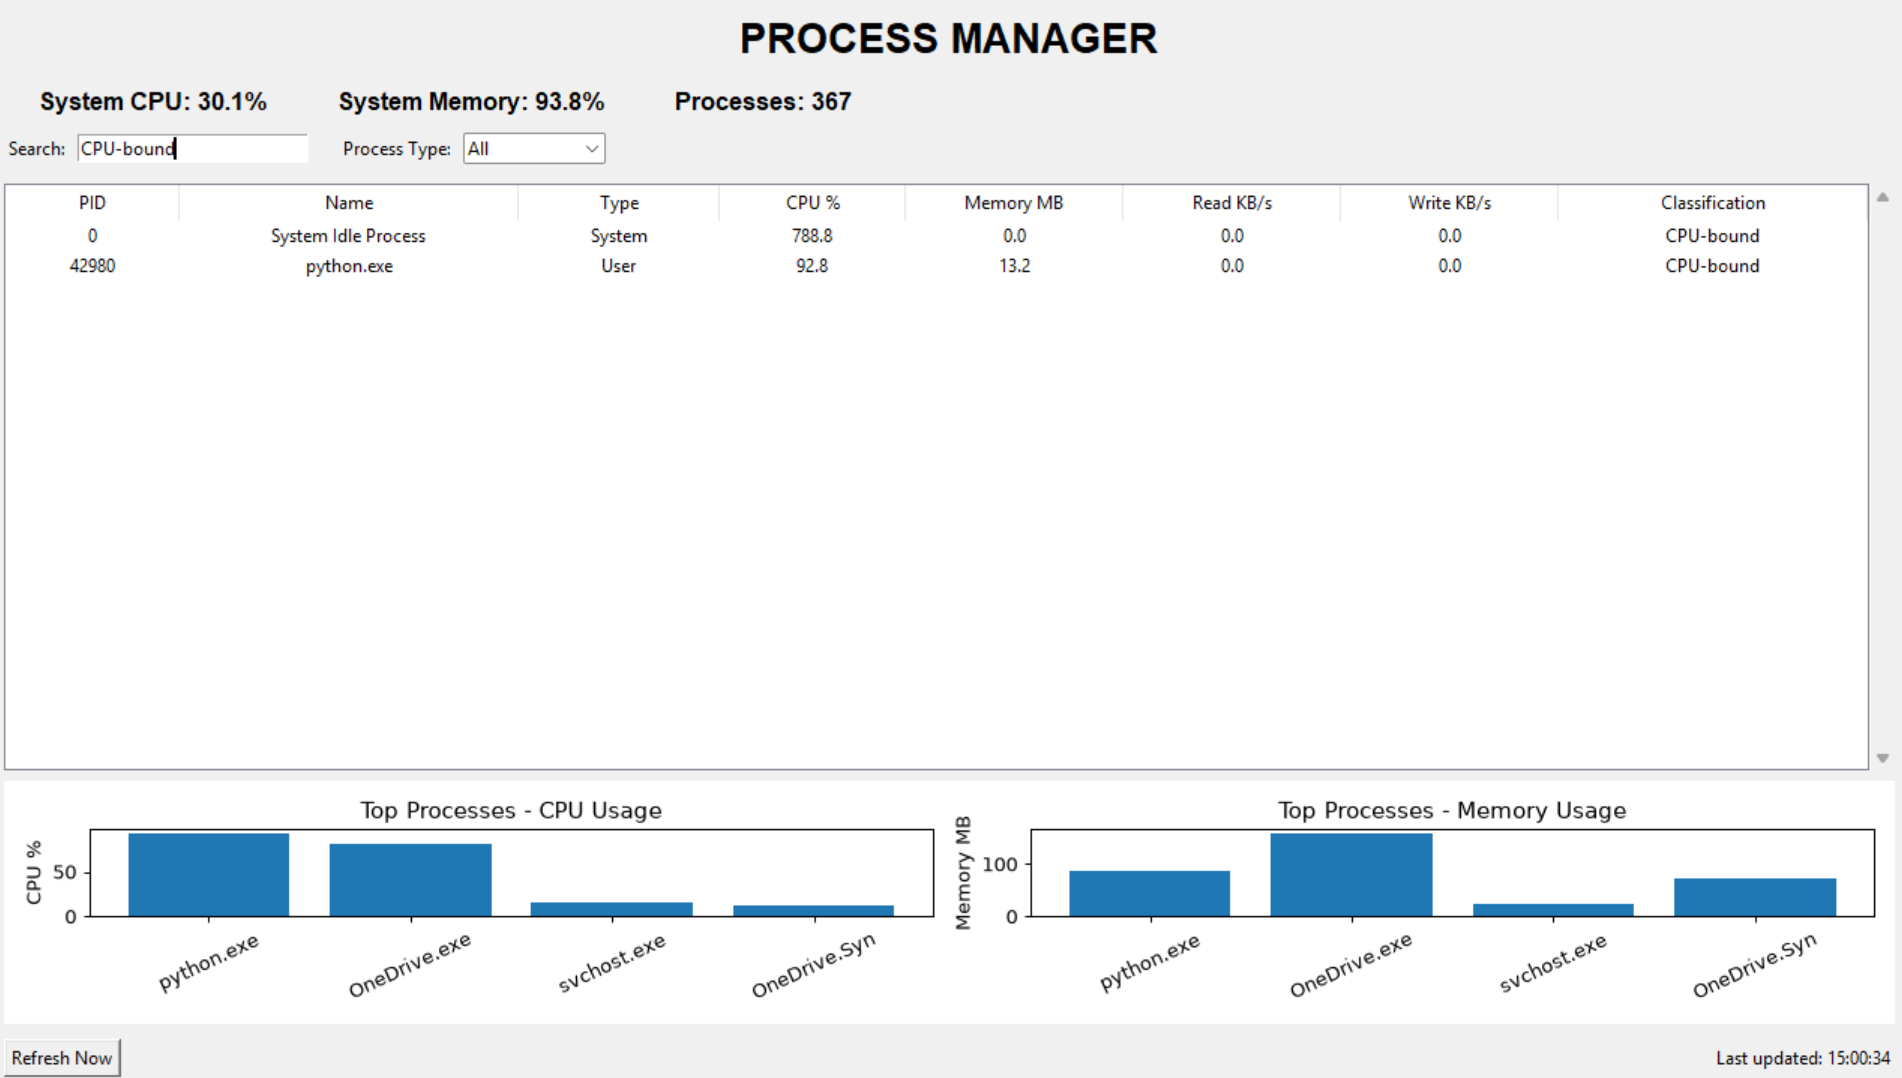 PROCESS MANAGER
System CPU: 30.1% System Memory: 93.8% Processes: 367
Search: CPU-bound Process Type: All
PID Name Type CPU % Memory MB Read KB/s Write KB/s Classification
0 System Idle Process System 788.8 0.0 0.0 0.0 CPU-bound
42980 python.exe User 92.8 13.2 0.0 0.0 CPU-bound
Top Processes - CPU Usage
CPU %
50
0
python.exe OneDrive.exe svchost.exe OneDrive.Syn
Top Processes - Memory Usage
Memory MB
100
0
python.exe OneDrive.exe svchost.exe OneDrive.Syn
Refresh Now Last updated: 15:00:34